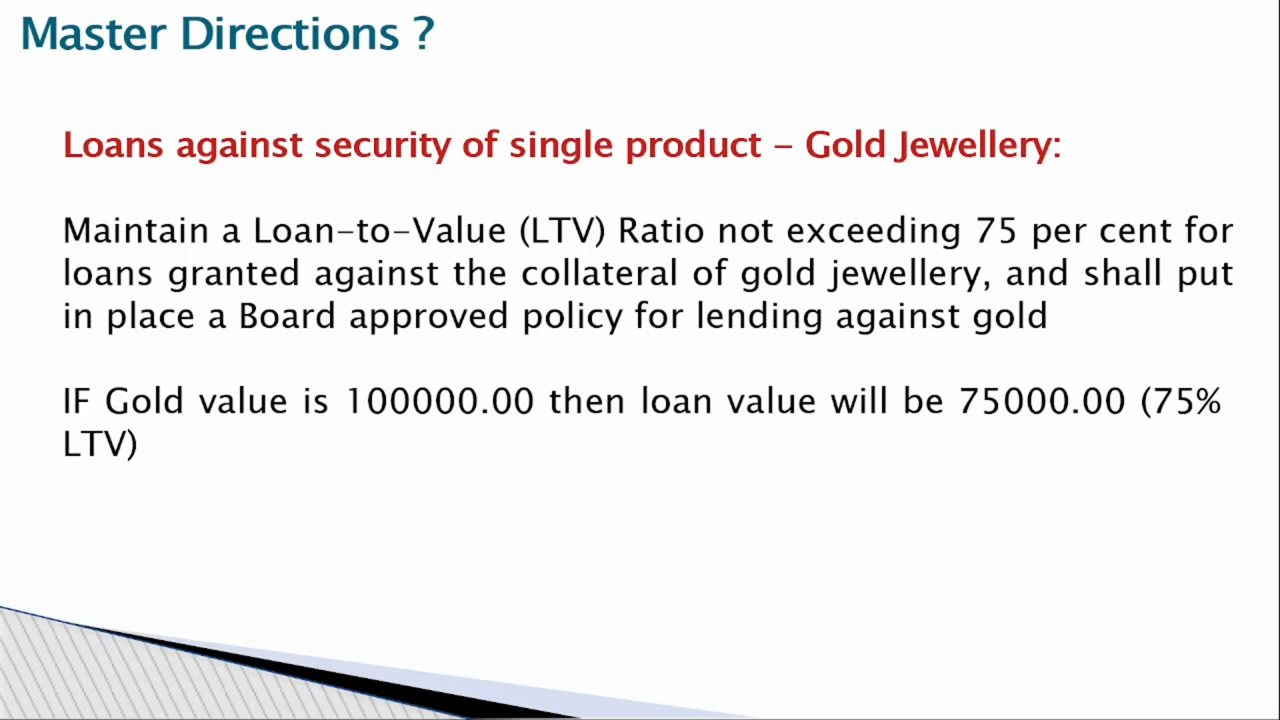 Master Directions ?
Loans against security of single product – Gold Jewellery:
Maintain a Loan-to-Value (LTV) Ratio not exceeding 75 per cent for
loans granted against the collateral of gold jewellery, and shall put
in place a Board approved policy for lending against gold
IF Gold value is 100000.00 then loan value will be 75000.00 (75%
LTV)